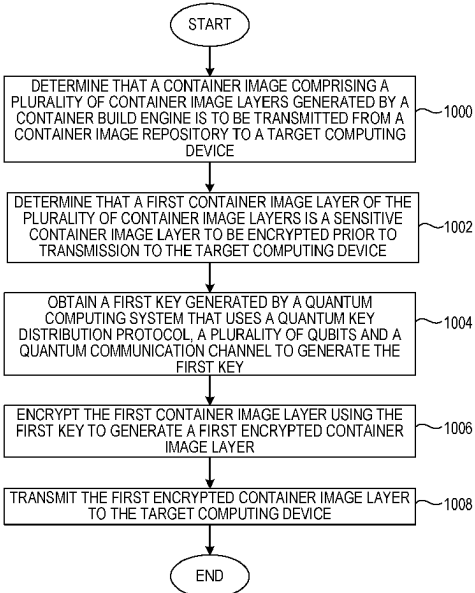 START
DETERMINE THAT A CONTAINER IMAGE COMPRISING A
PLURALITY OF CONTAINER IMAGE LAYERS GENERATED BY A
CONTAINER BUILD ENGINE IS TO BE TRANSMITTED FROM A
CONTAINER IMAGE REPOSITORY TO A TARGET COMPUTING
DEVICE
1000
DETERMINE THAT A FIRST CONTAINER IMAGE LAYER OF THE
PLURALITY OF CONTAINER IMAGE LAYERS IS A SENSITIVE
CONTAINER IMAGE LAYER TO BE ENCRYPTED PRIOR TO
TRANSMISSION TO THE TARGET COMPUTING DEVICE
1002
OBTAIN A FIRST KEY GENERATED BY A QUANTUM
COMPUTING SYSTEM THAT USES A QUANTUM KEY
DISTRIBUTION PROTOCOL, A PLURALITY OF QUBITS AND A
QUANTUM COMMUNICATION CHANNEL TO GENERATE THE
FIRST KEY
1004
ENCRYPT THE FIRST CONTAINER IMAGE LAYER USING THE
FIRST KEY TO GENERATE A FIRST ENCRYPTED CONTAINER
IMAGE LAYER
1006
TRANSMIT THE FIRST ENCRYPTED CONTAINER IMAGE LAYER
TO THE TARGET COMPUTING DEVICE
1008
END